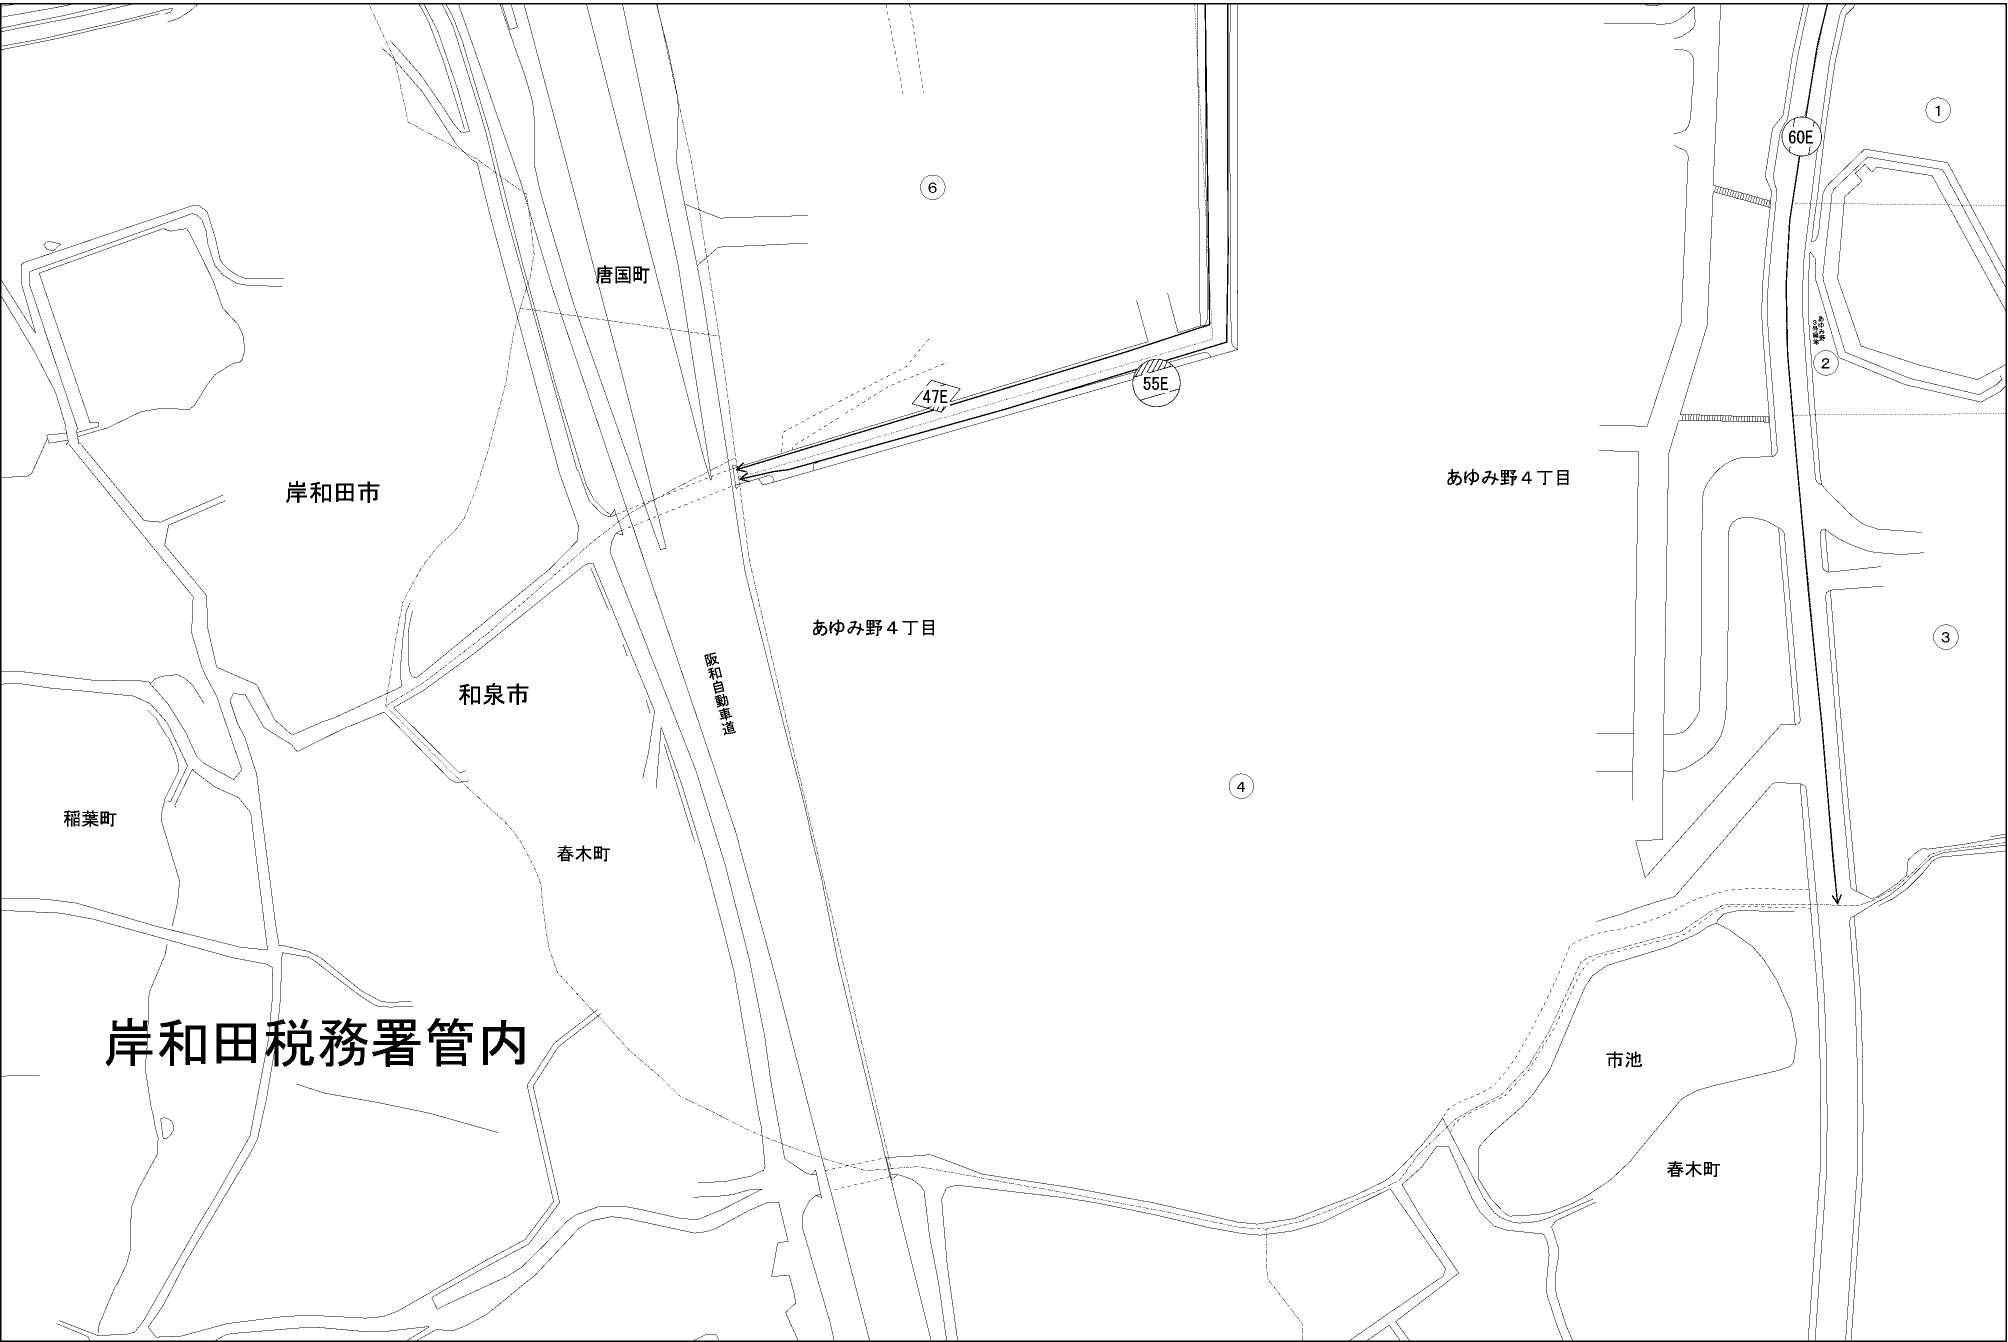 1
60E
6
唐国町
2
47E
55E
岸和田市
あゆみ野4丁目
あゆみ野4丁目
3
阪和自動車道
和泉市
4
稲葉町
春木町
岸和田税務署管内
市池
春木町